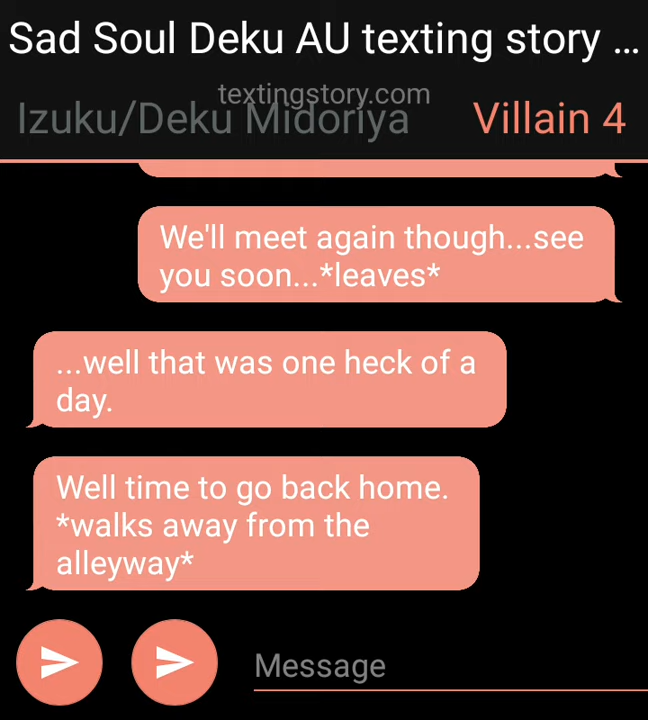 Sad Soul Deku AU texting story ...
textingstory.com
Izuku/Deku Midoriya
Villain 4
We'll meet again though...see
you soon...*leaves*
...well that was one heck of a
day.
Well time to go back home.
*walks away from the
alleyway*
Message